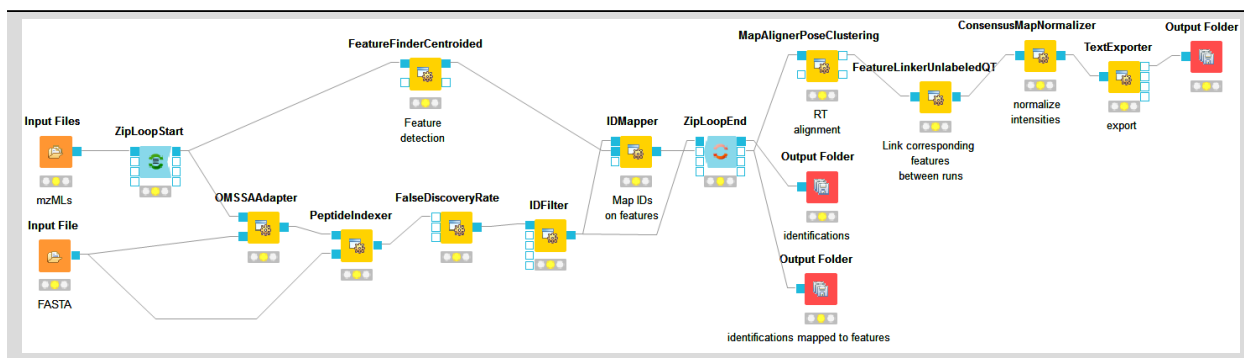 Input Files
mzMLs
Input File
FASTA
ZipLoopStart
OMSSAAdapter
FeatureFinderCentroided
Feature
detection
PeptideIndexer
FalseDiscoveryRate
IDFilter
IDMapper
Map IDs
on features
ZipLoopEnd
MapAlignerPoseClustering
RT
alignment
Output Folder
identifications
Output Folder
identifications mapped to features
FeatureLinkerUnlabeledQT
Link corresponding
features
between runs
ConsensusMapNormalizer
normalize
intensities
TextExporter
export
Output Folder